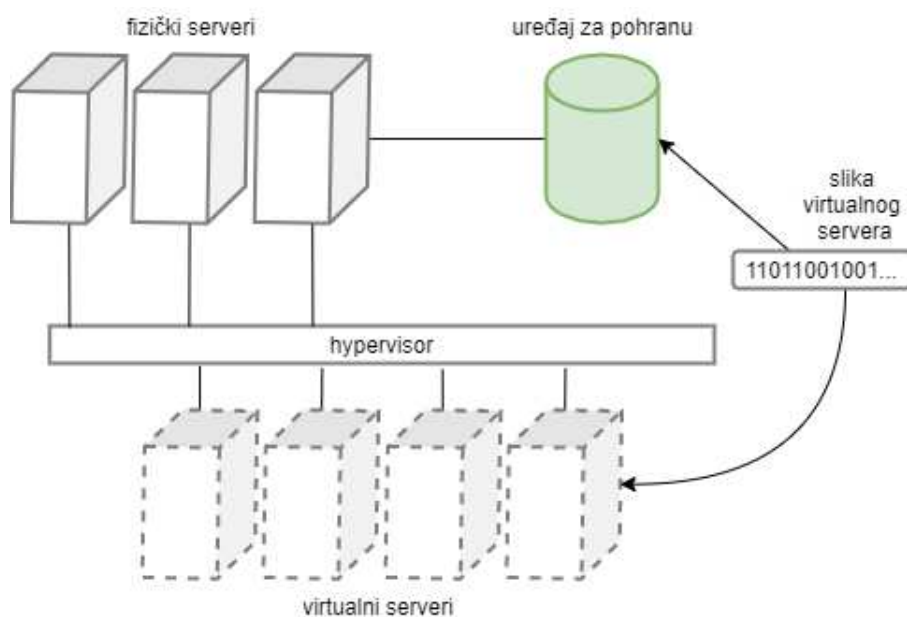 fizički serveri
uređaj za pohranu
slika
virtualnog
servera
11011001001...
hypervisor
virtualni serveri